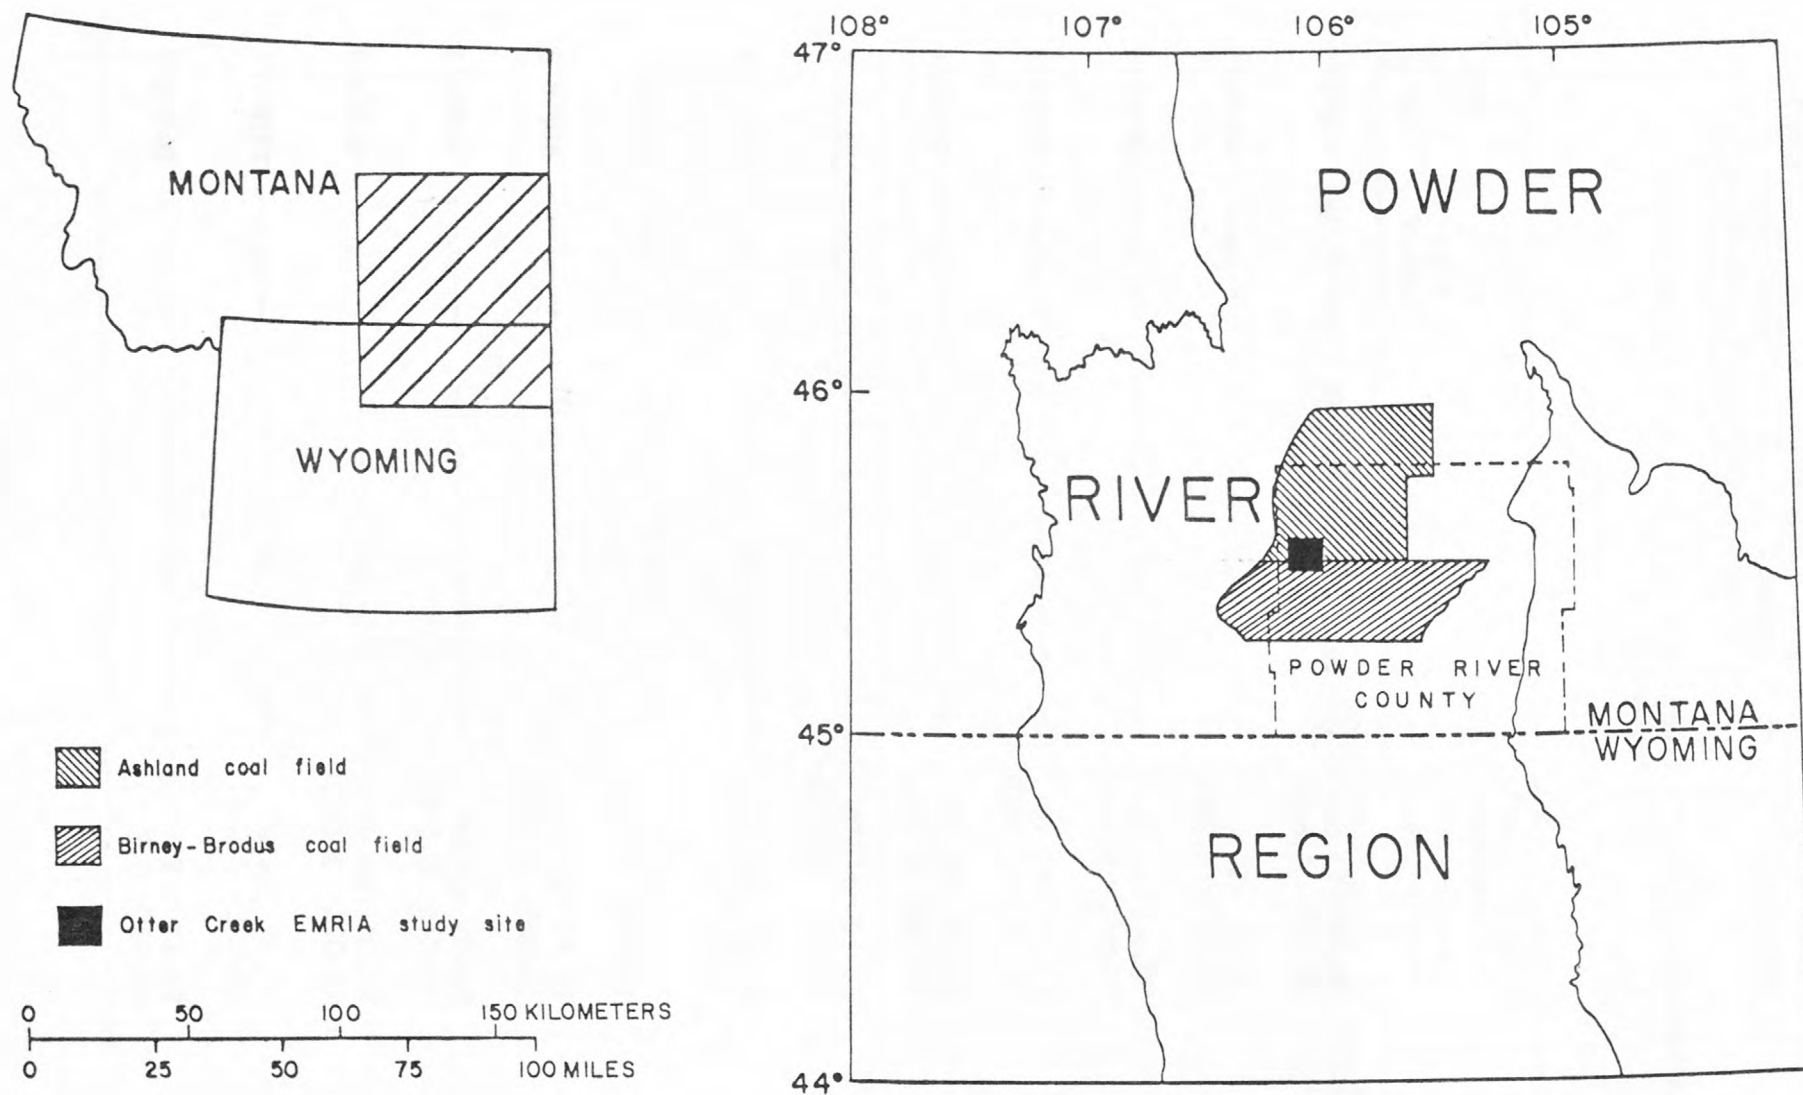 MONTANA
WYOMING
Ashland coal field
Birney-Brodus coal field
Otter Creek EMRIA study site
0 50 100 150 KILOMETERS
0 25 50 75 100 MILES
108° 107° 106° 105°
47°
POWDER
46°
RIVER
POWDER RIVER
COUNTY
45°
MONTANA
WYOMING
REGION
44°